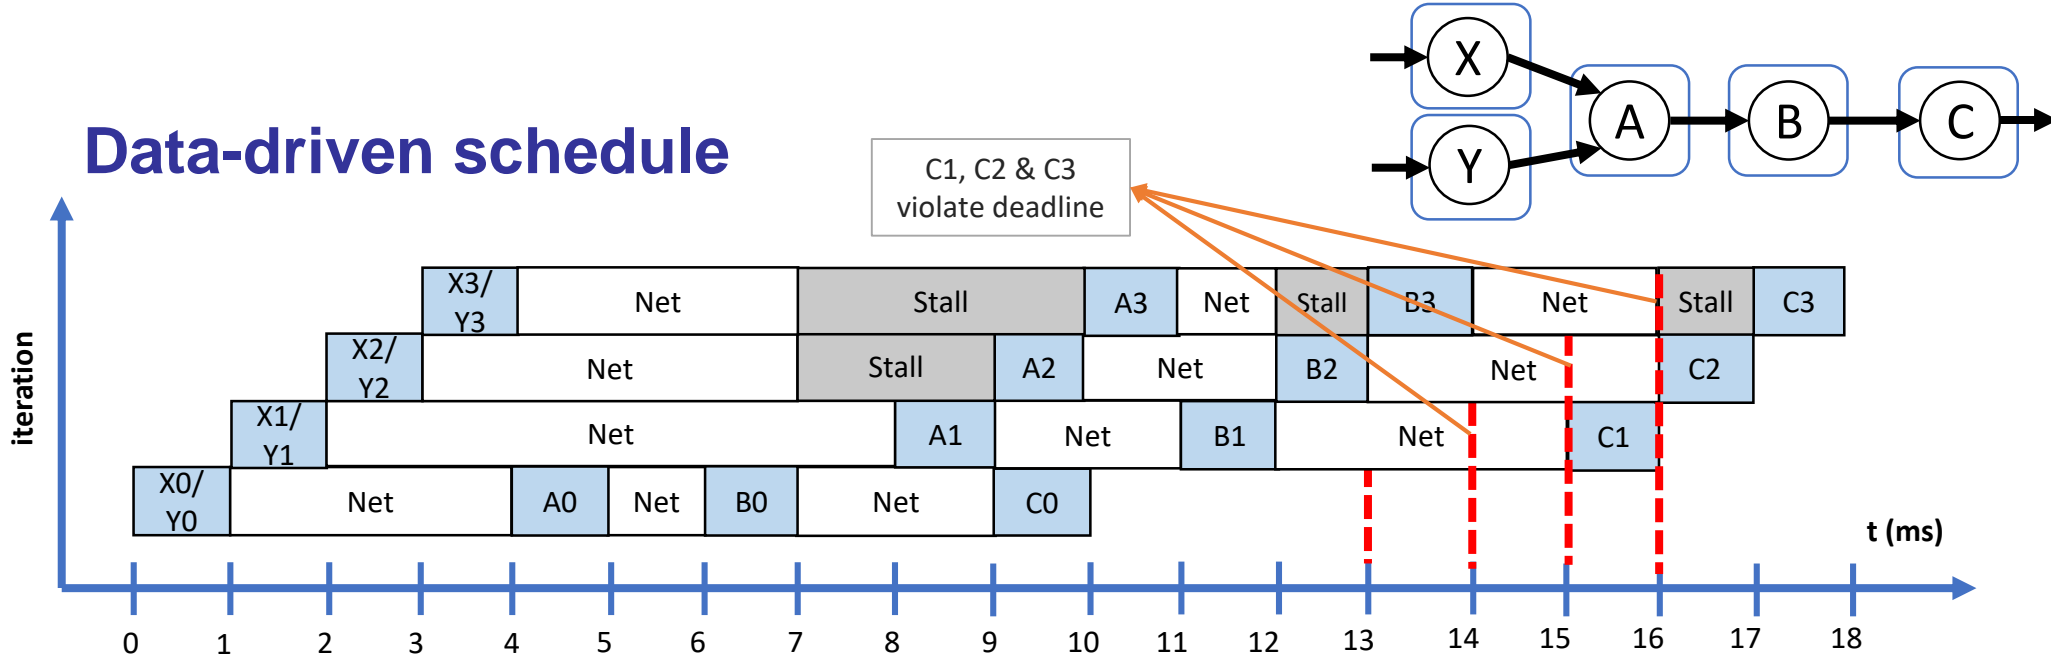 Data-driven schedule
X
Y
A
B
C
C1, C2 & C3
violate deadline
iteration
X3/
Y3
Net
Stall
A3
Net
Stall
B3
Net
Stall
C3
X2/
Y2
Net
Stall
A2
Net
B2
Net
C2
X1/
Y1
Net
A1
Net
B1
Net
C1
X0/
Y0
Net
A0
Net
B0
Net
C0
t (ms)
0 1 2 3 4 5 6 7 8 9 10 11 12 13 14 15 16 17 18